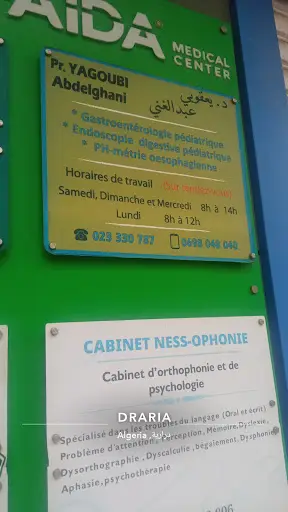 AIDA MEDICAL CENTER
Pr. YAGOUBI
Abdelghani
د. يعقوبي
عبد الغني
* Gastroentérologie pédiatrique
* Endoscopie digestive pédiatrique
* PH-métrie oesophagienne
Horaires de travail
Samedi, Dimanche et Mercredi 8h à 14h
Lundi 8h à 12h
023 330 787 0698 048 040
CABINET NESS-OPHONIE
Cabinet d'orthophonie et de
psychologie
DRARIA
Algeria
Spécialisé dans les troubles du langage (Oral et écrit)
Problème d'attention, Perception, Mémoire, Dyslexie,
Dysorthographie, Dyscalculie, bégaiement, Dysphonie
Aphasie, psychothérapie